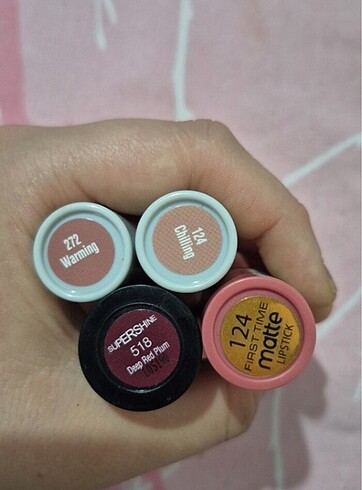 272
Warming
124
Chilling
SUPERSHINE
518
Deep Red Plum
124
FIRST TIME
matte
LIPSTICK